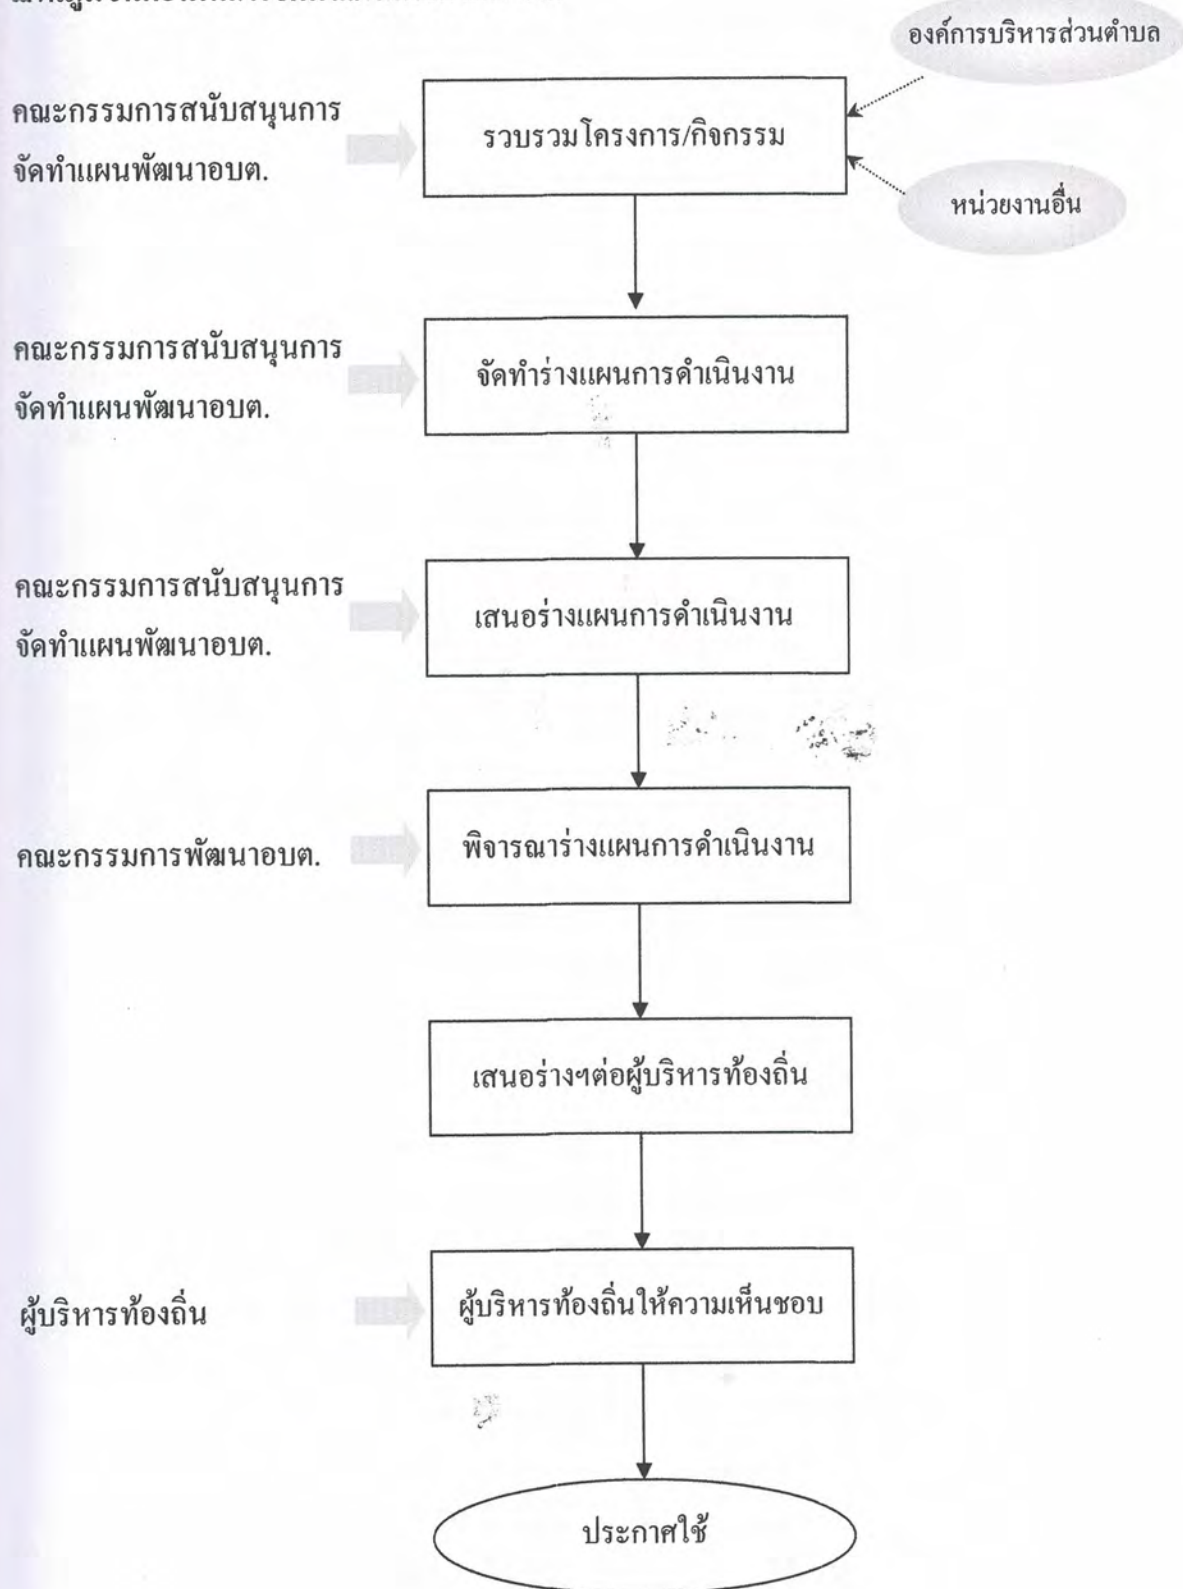 องค์การบริหารส่วนตำบล
คณะกรรมการสนับสนุนการ
จัดทำแผนพัฒนาอบต.
รวบรวมโครงการ/กิจกรรม
หน่วยงานอื่น
คณะกรรมการสนับสนุนการ
จัดทำแผนพัฒนาอบต.
จัดทำร่างแผนการดำเนินงาน
คณะกรรมการสนับสนุนการ
จัดทำแผนพัฒนาอบต.
เสนอร่างแผนการดำเนินงาน
คณะกรรมการพัฒนาอบต.
พิจารณาร่างแผนการดำเนินงาน
เสนอร่างฯต่อผู้บริหารท้องถิ่น
ผู้บริหารท้องถิ่น
ผู้บริหารท้องถิ่นให้ความเห็นชอบ
ประกาศใช้